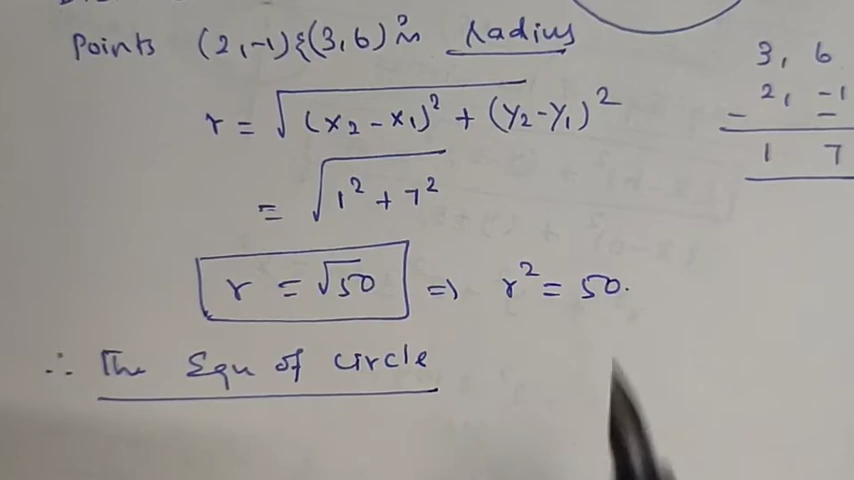 Points (2,-1) & (3,6) is Radius
r = √(x₂ - x₁)² + (y₂ - y₁)²
= √1² + 7²
r = √50 ⇒ r² = 50.
∴ The Equ of circle
3, 6
2, -1
- -
1 7